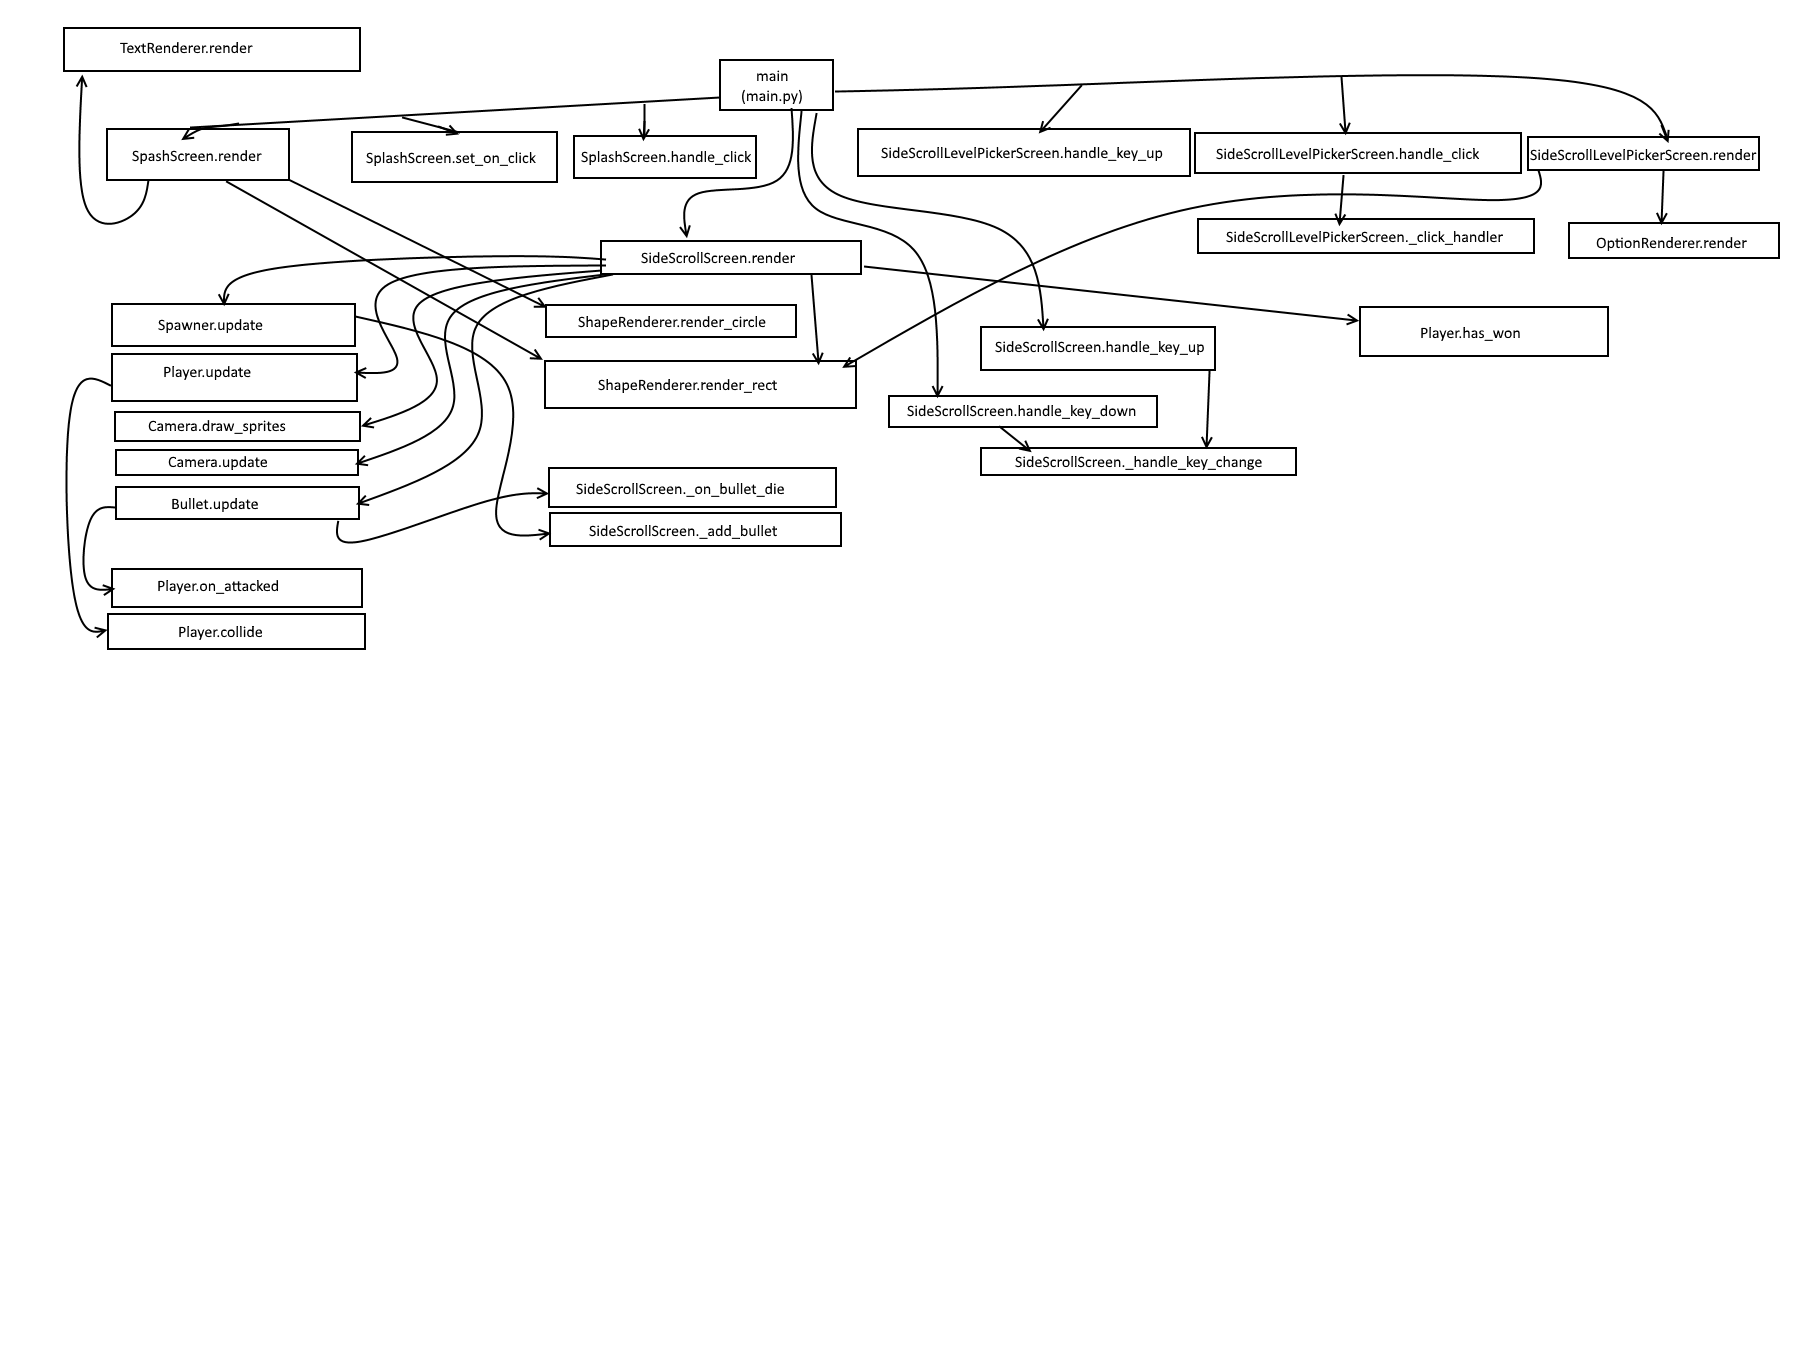 TextRenderer.render
main
(main.py)
SpashScreen.render
SplashScreen.set_on_click
SplashScreen.handle_click
SideScrollLevelPickerScreen.handle_key_up
SideScrollLevelPickerScreen.handle_click
SideScrollLevelPickerScreen.render
SideScrollLevelPickerScreen._click_handler
OptionRenderer.render
SideScrollScreen.render
Spawner.update
ShapeRenderer.render_circle
Player.has_won
SideScrollScreen.handle_key_up
Player.update
ShapeRenderer.render_rect
SideScrollScreen.handle_key_down
Camera.draw_sprites
Camera.update
SideScrollScreen._handle_key_change
SideScrollScreen._on_bullet_die
Bullet.update
SideScrollScreen._add_bullet
Player.on_attacked
Player.collide